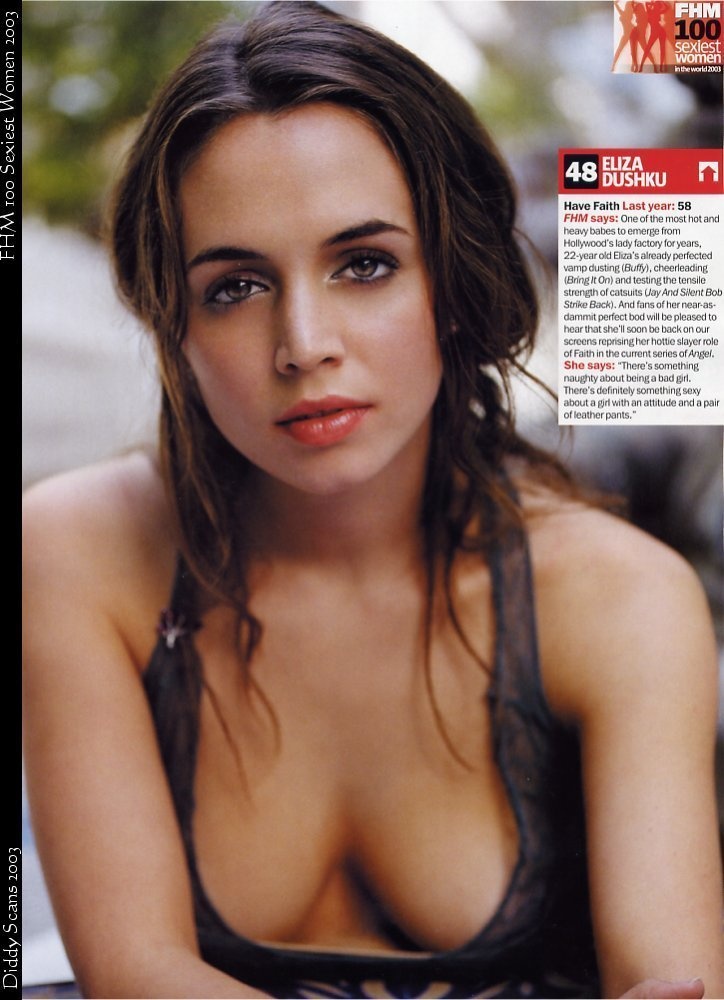 FHM 100 Sexiest Women 2003
FHM
100
sexiest
women
in the world 2003
48 ELIZA
DUSHKU
Have Faith Last year: 58
FHM says: One of the most hot and
heavy babes to emerge from
Hollywood's lady factory for years,
22-year old Eliza's already perfected
vamp dusting (Buffy), cheerleading
(Bring It On) and testing the tensile
strength of catsuits (Jay And Silent Bob
Strike Back). And fans of her near-as-
dammit perfect bod will be pleased to
hear that she'll soon be back on our
screens reprising her hottie slayer role
of Faith in the current series of Angel.
She says: "There's something
naughty about being a bad girl.
There's definitely something sexy
about a girl with an attitude and a pair
of leather pants."
Diddy Scans 2003